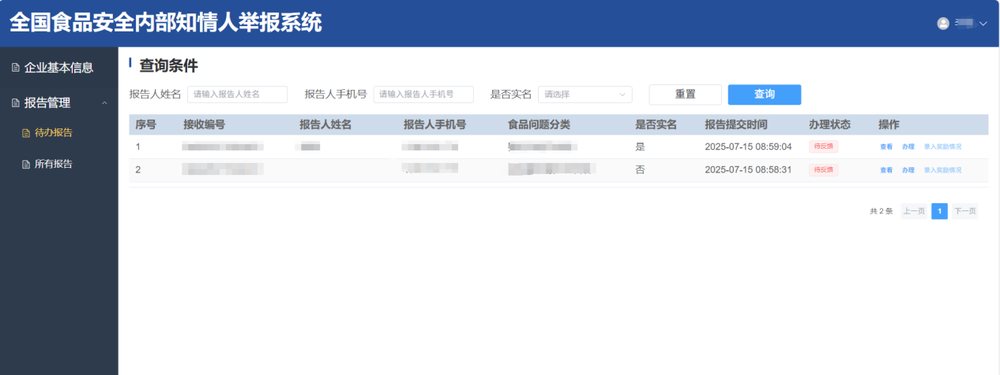 全国食品安全内部知情人举报系统
企业基本信息
报告管理
待办报告
所有报告
查询条件
报告人姓名 请输入报告人姓名 报告人手机号 请输入报告人手机号 是否实名 请选择 重置 查询
序号 接收编号 报告人姓名 报告人手机号 食品问题分类 是否实名 报告提交时间 办理状态 操作
1 是 2025-07-15 08:59:04 待反馈 查看 办理 录入奖励情况
2 否 2025-07-15 08:58:31 待反馈 查看 办理 录入奖励情况
共 2 条 上一页 1 下一页